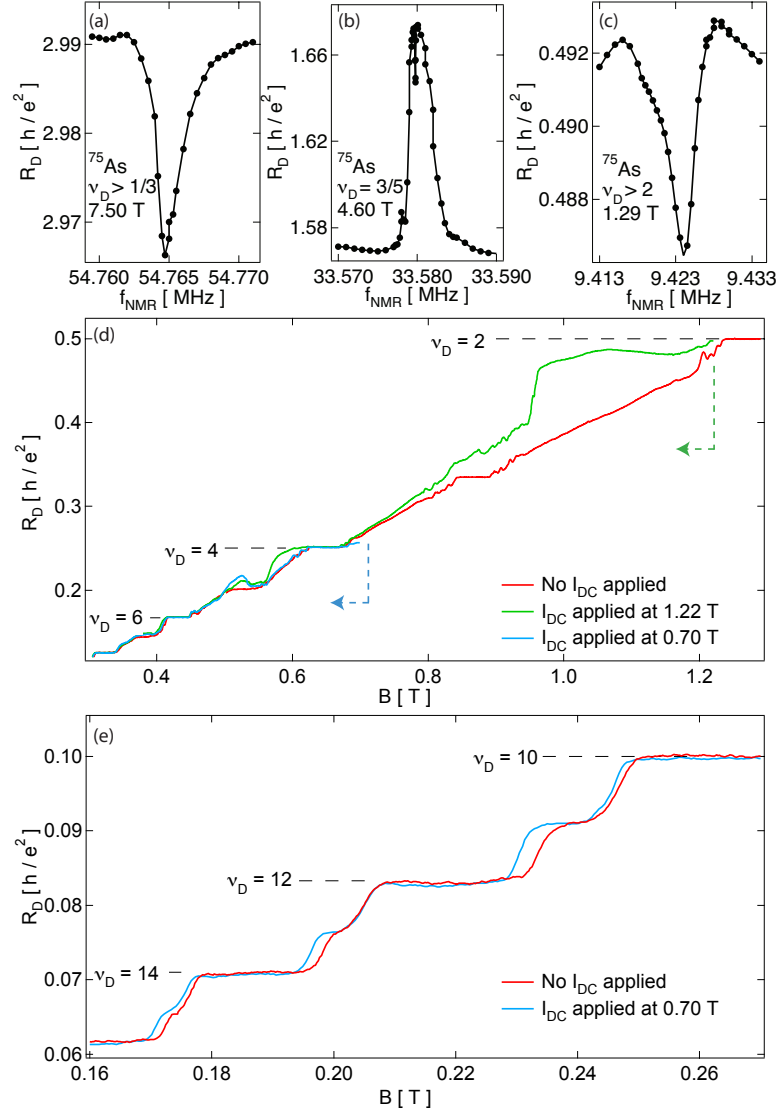 (a)
2.99
2.98
2.97
R_D [ h / e² ]
⁷⁵As
ν_D > 1/3
7.50 T
54.760 54.765 54.770
f_NMR [ MHz ]
(b)
1.66
1.62
1.58
R_D [ h / e² ]
⁷⁵As
ν_D = 3/5
4.60 T
33.570 33.580 33.590
f_NMR [ MHz ]
(c)
0.492
0.490
0.488
R_D [ h / e² ]
⁷⁵As
ν_D > 2
1.29 T
9.413 9.423 9.433
f_NMR [ MHz ]
(d)
0.5
0.4
0.3
0.2
R_D [ h / e² ]
ν_D = 2
ν_D = 4
ν_D = 6
No I_DC applied
I_DC applied at 1.22 T
I_DC applied at 0.70 T
0.4 0.6 0.8 1.0 1.2
B [ T ]
(e)
0.10
0.09
0.08
0.07
0.06
R_D [ h / e² ]
ν_D = 10
ν_D = 12
ν_D = 14
No I_DC applied
I_DC applied at 0.70 T
0.16 0.18 0.20 0.22 0.24 0.26
B [ T ]